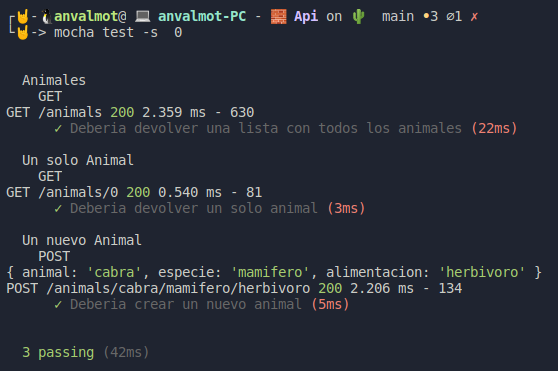 ┌🤘-🐧anvalmot@ 💻 anvalmot-PC - 🧱 Api on 🌵  main •3 ∅1 ✗
└🤘-> mocha test -s  0
Animales
GET
GET /animals 200 2.359 ms - 630
✓ Deberia devolver una lista con todos los animales (22ms)
Un solo Animal
GET
GET /animals/0 200 0.540 ms - 81
✓ Deberia devolver un solo animal (3ms)
Un nuevo Animal
POST
{ animal: 'cabra', especie: 'mamifero', alimentacion: 'herbivoro' }
POST /animals/cabra/mamifero/herbivoro 200 2.206 ms - 134
✓ Deberia crear un nuevo animal (5ms)
3 passing (42ms)